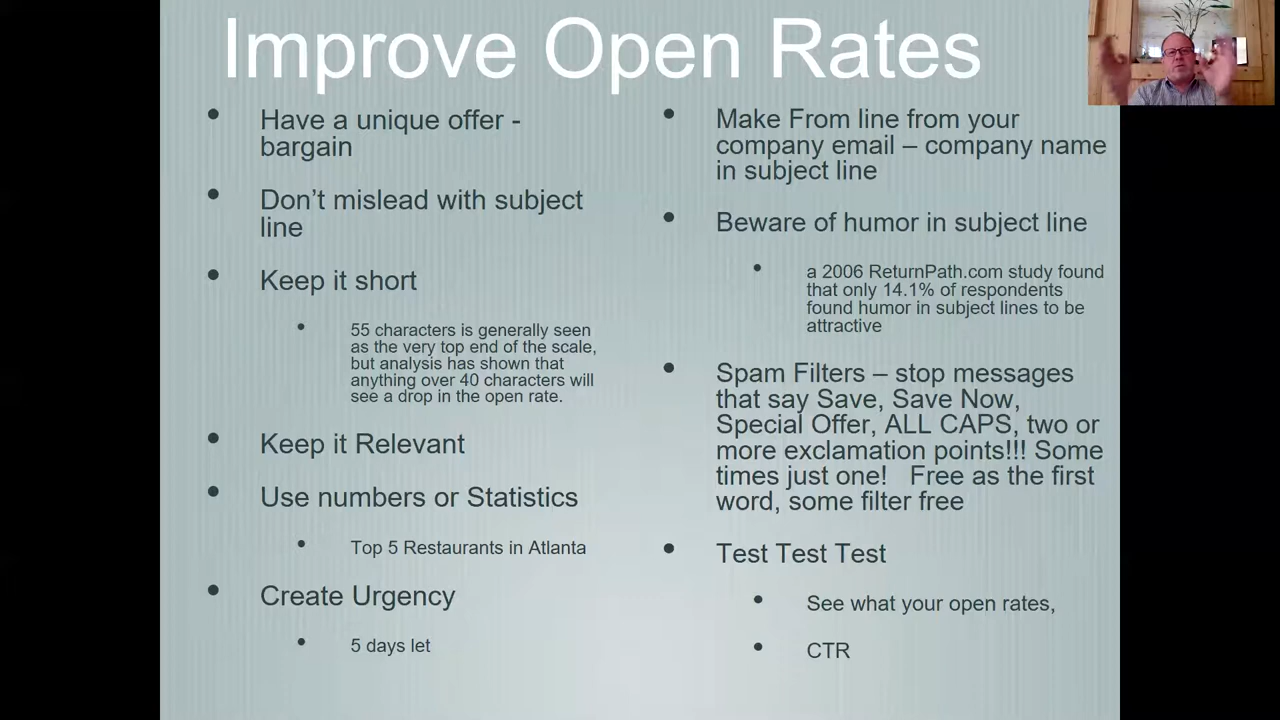 Improve Open Rates
Have a unique offer -
bargain
Don’t mislead with subject
line
Keep it short
55 characters is generally seen
as the very top end of the scale,
but analysis has shown that
anything over 40 characters will
see a drop in the open rate.
Keep it Relevant
Use numbers or Statistics
Top 5 Restaurants in Atlanta
Create Urgency
5 days let
Make From line from your
company email – company name
in subject line
Beware of humor in subject line
a 2006 ReturnPath.com study found
that only 14.1% of respondents
found humor in subject lines to be
attractive
Spam Filters – stop messages
that say Save, Save Now,
Special Offer, ALL CAPS, two or
more exclamation points!!! Some
times just one!   Free as the first
word, some filter free
Test Test Test
See what your open rates,
CTR